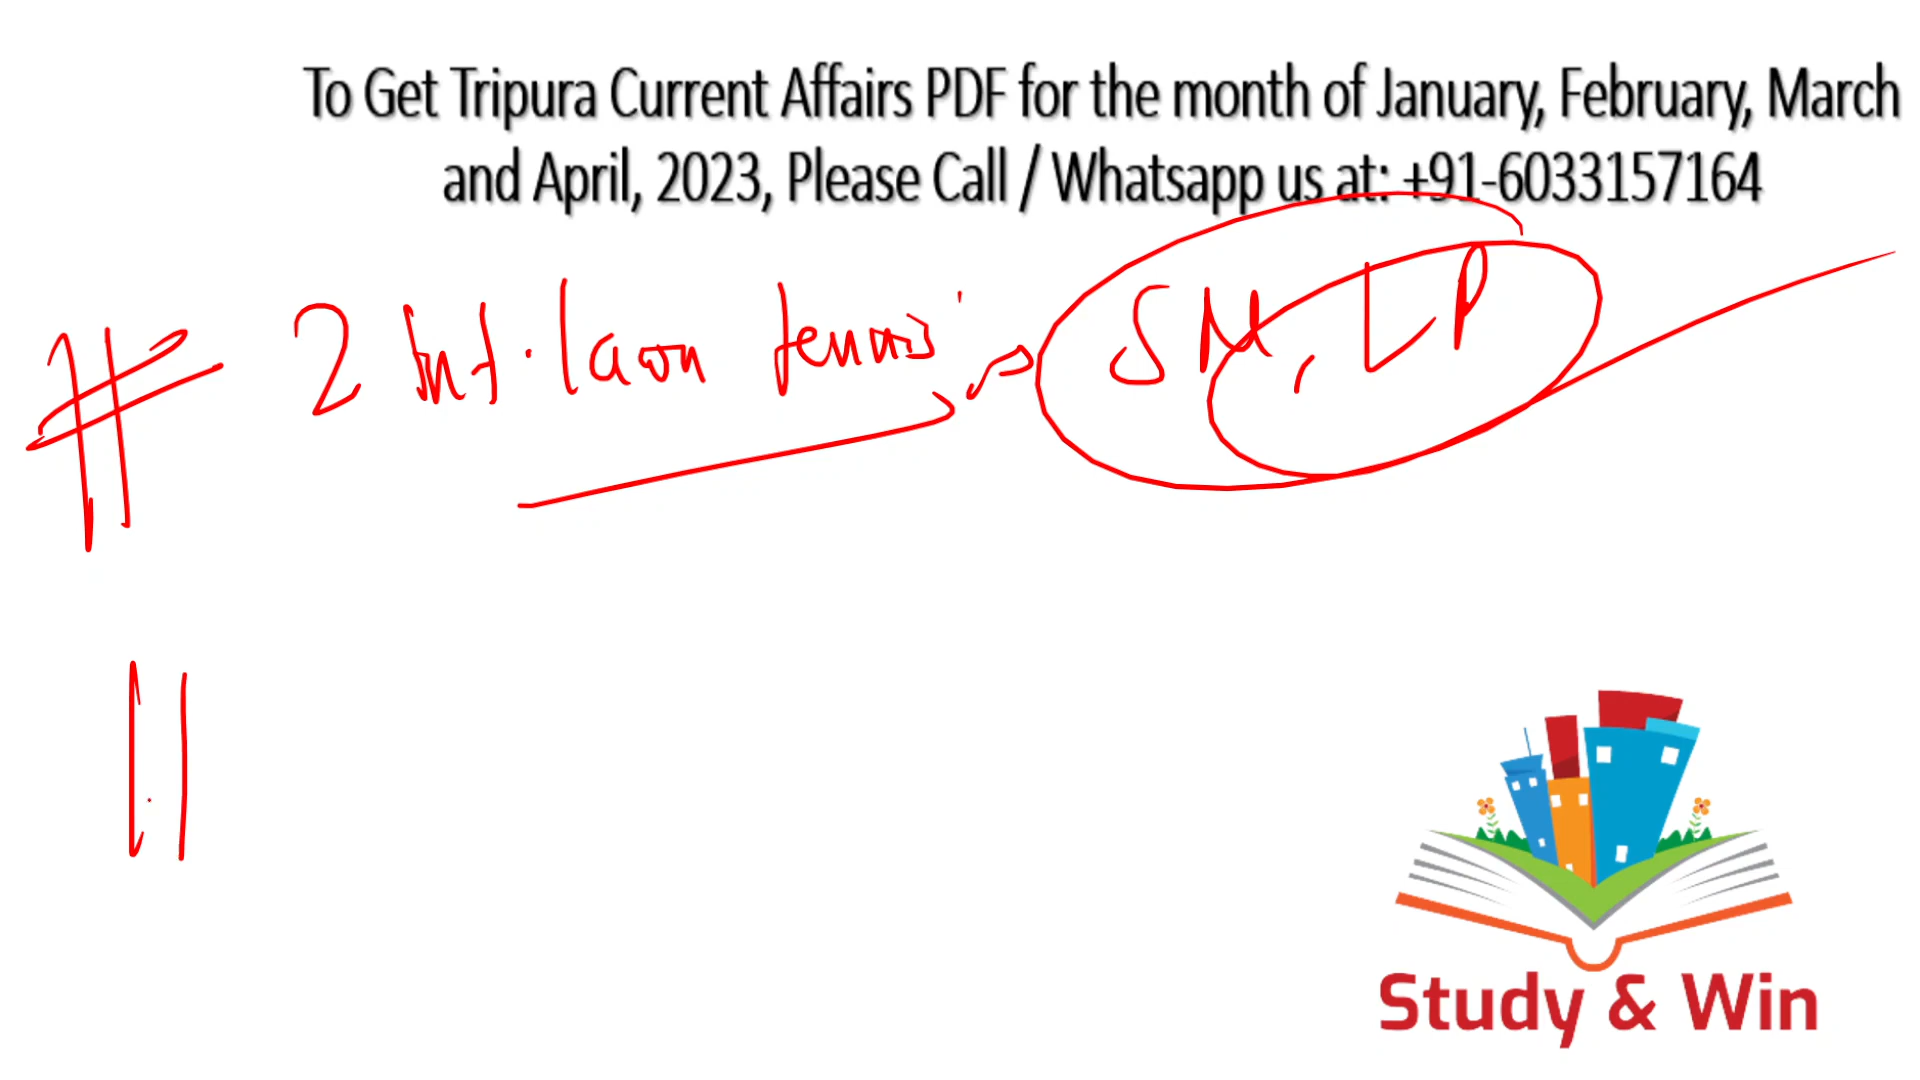 To Get Tripura Current Affairs PDF for the month of January, February, March
and April, 2023, Please Call / Whatsapp us at: +91-6033157164
# 2 Int. lawn tennis → SM, LP
Study & Win